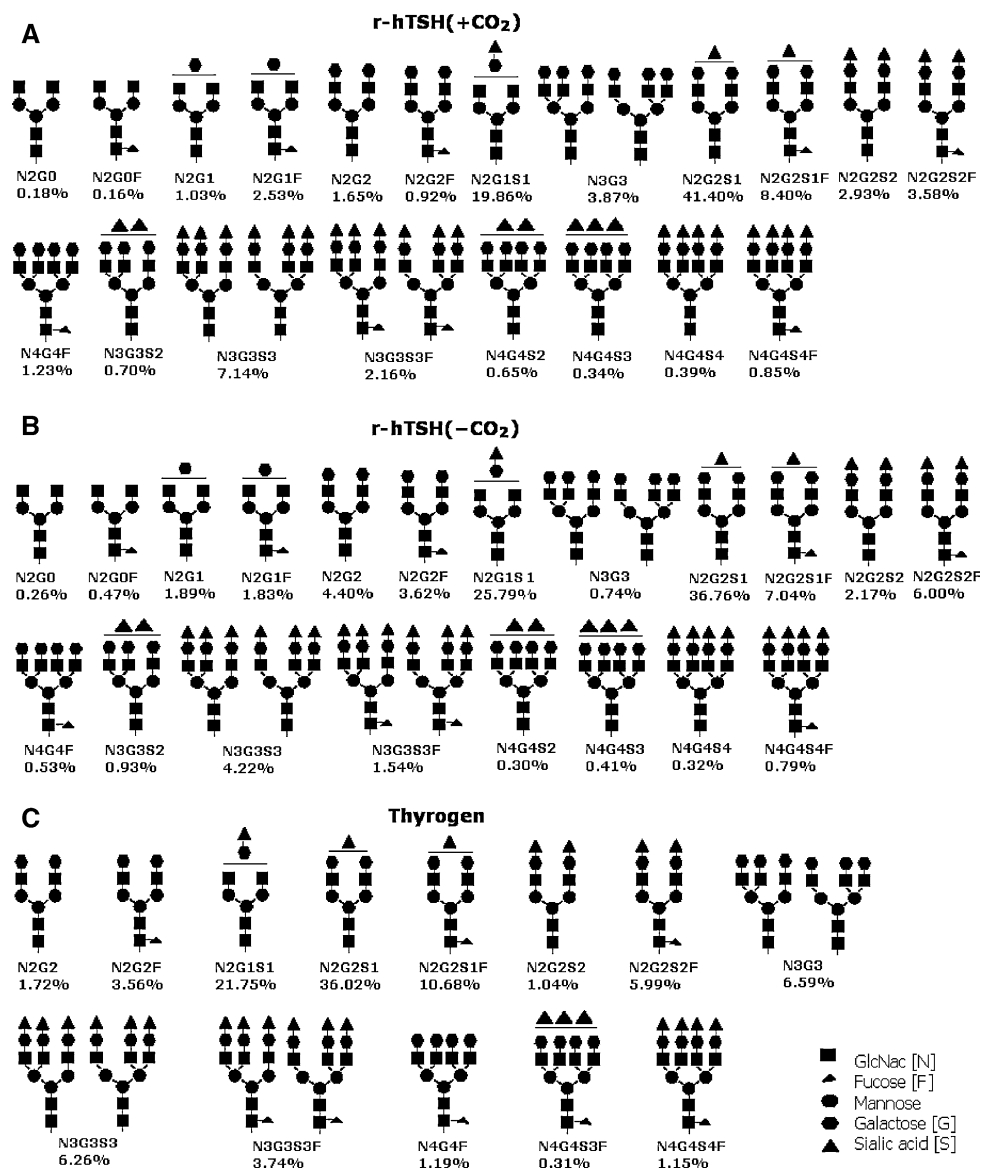 A
r-hTSH(+CO₂)
N2G0 N2G0F N2G1 N2G1F N2G2 N2G2F N2G1S1 N3G3 N2G2S1 N2G2S1F N2G2S2 N2G2S2F
0.18% 0.16% 1.03% 2.53% 1.65% 0.92% 19.86% 3.87% 41.40% 8.40% 2.93% 3.58%
N4G4F N3G3S2 N3G3S3 N3G3S3F N4G4S2 N4G4S3 N4G4S4 N4G4S4F
1.23% 0.70% 7.14% 2.16% 0.65% 0.34% 0.39% 0.85%
B
r-hTSH(−CO₂)
N2G0 N2G0F N2G1 N2G1F N2G2 N2G2F N2G1S1 N3G3 N2G2S1 N2G2S1F N2G2S2 N2G2S2F
0.26% 0.47% 1.89% 1.83% 4.40% 3.62% 25.79% 0.74% 36.76% 7.04% 2.17% 6.00%
N4G4F N3G3S2 N3G3S3 N3G3S3F N4G4S2 N4G4S3 N4G4S4 N4G4S4F
0.53% 0.93% 4.22% 1.54% 0.30% 0.41% 0.32% 0.79%
C
Thyrogen
N2G2 N2G2F N2G1S1 N2G2S1 N2G2S1F N2G2S2 N2G2S2F N3G3
1.72% 3.56% 21.75% 36.02% 10.68% 1.04% 5.99% 6.59%
N3G3S3 N3G3S3F N4G4F N4G4S3F N4G4S4F
6.26% 3.74% 1.19% 0.31% 1.15%
GlcNac [N]
Fucose [F]
Mannose
Galactose [G]
Sialic acid [S]